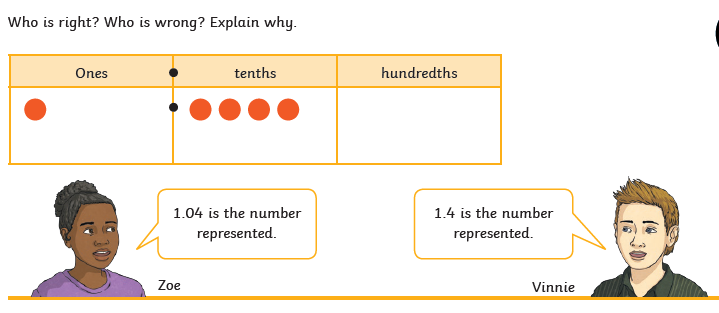 Who is right? Who is wrong? Explain why.
Ones tenths hundredths
1.04 is the number
represented.
1.4 is the number
represented.
Zoe
Vinnie